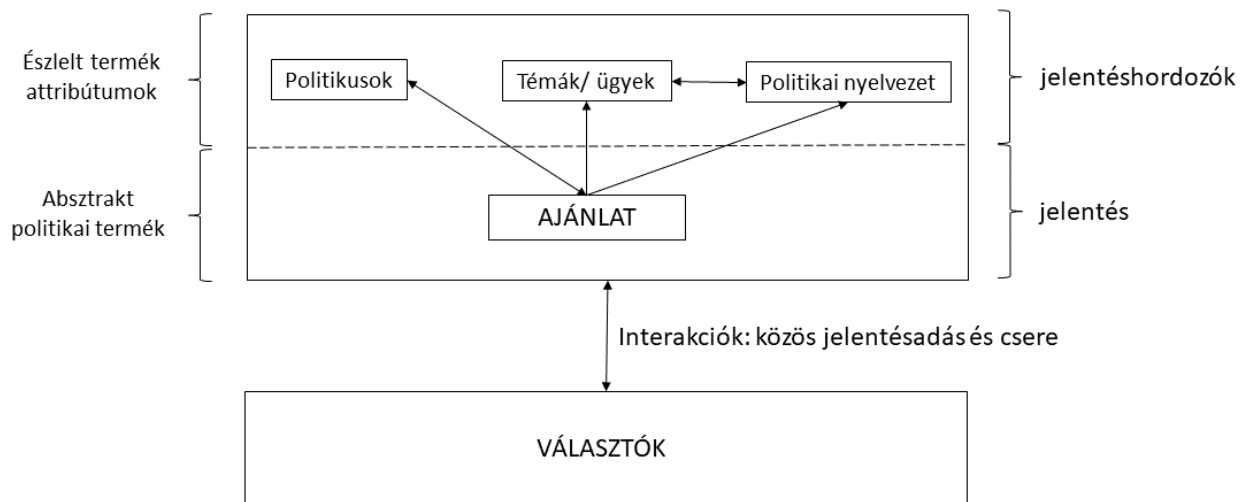 Észlelt termék
attribútumok
Politikusok
Témák/ ügyek
Politikai nyelvezet
jelentéshordozók
Absztrakt
politikai termék
AJÁNLAT
jelentés
Interakciók: közös jelentésadás és csere
VÁLASZTÓK